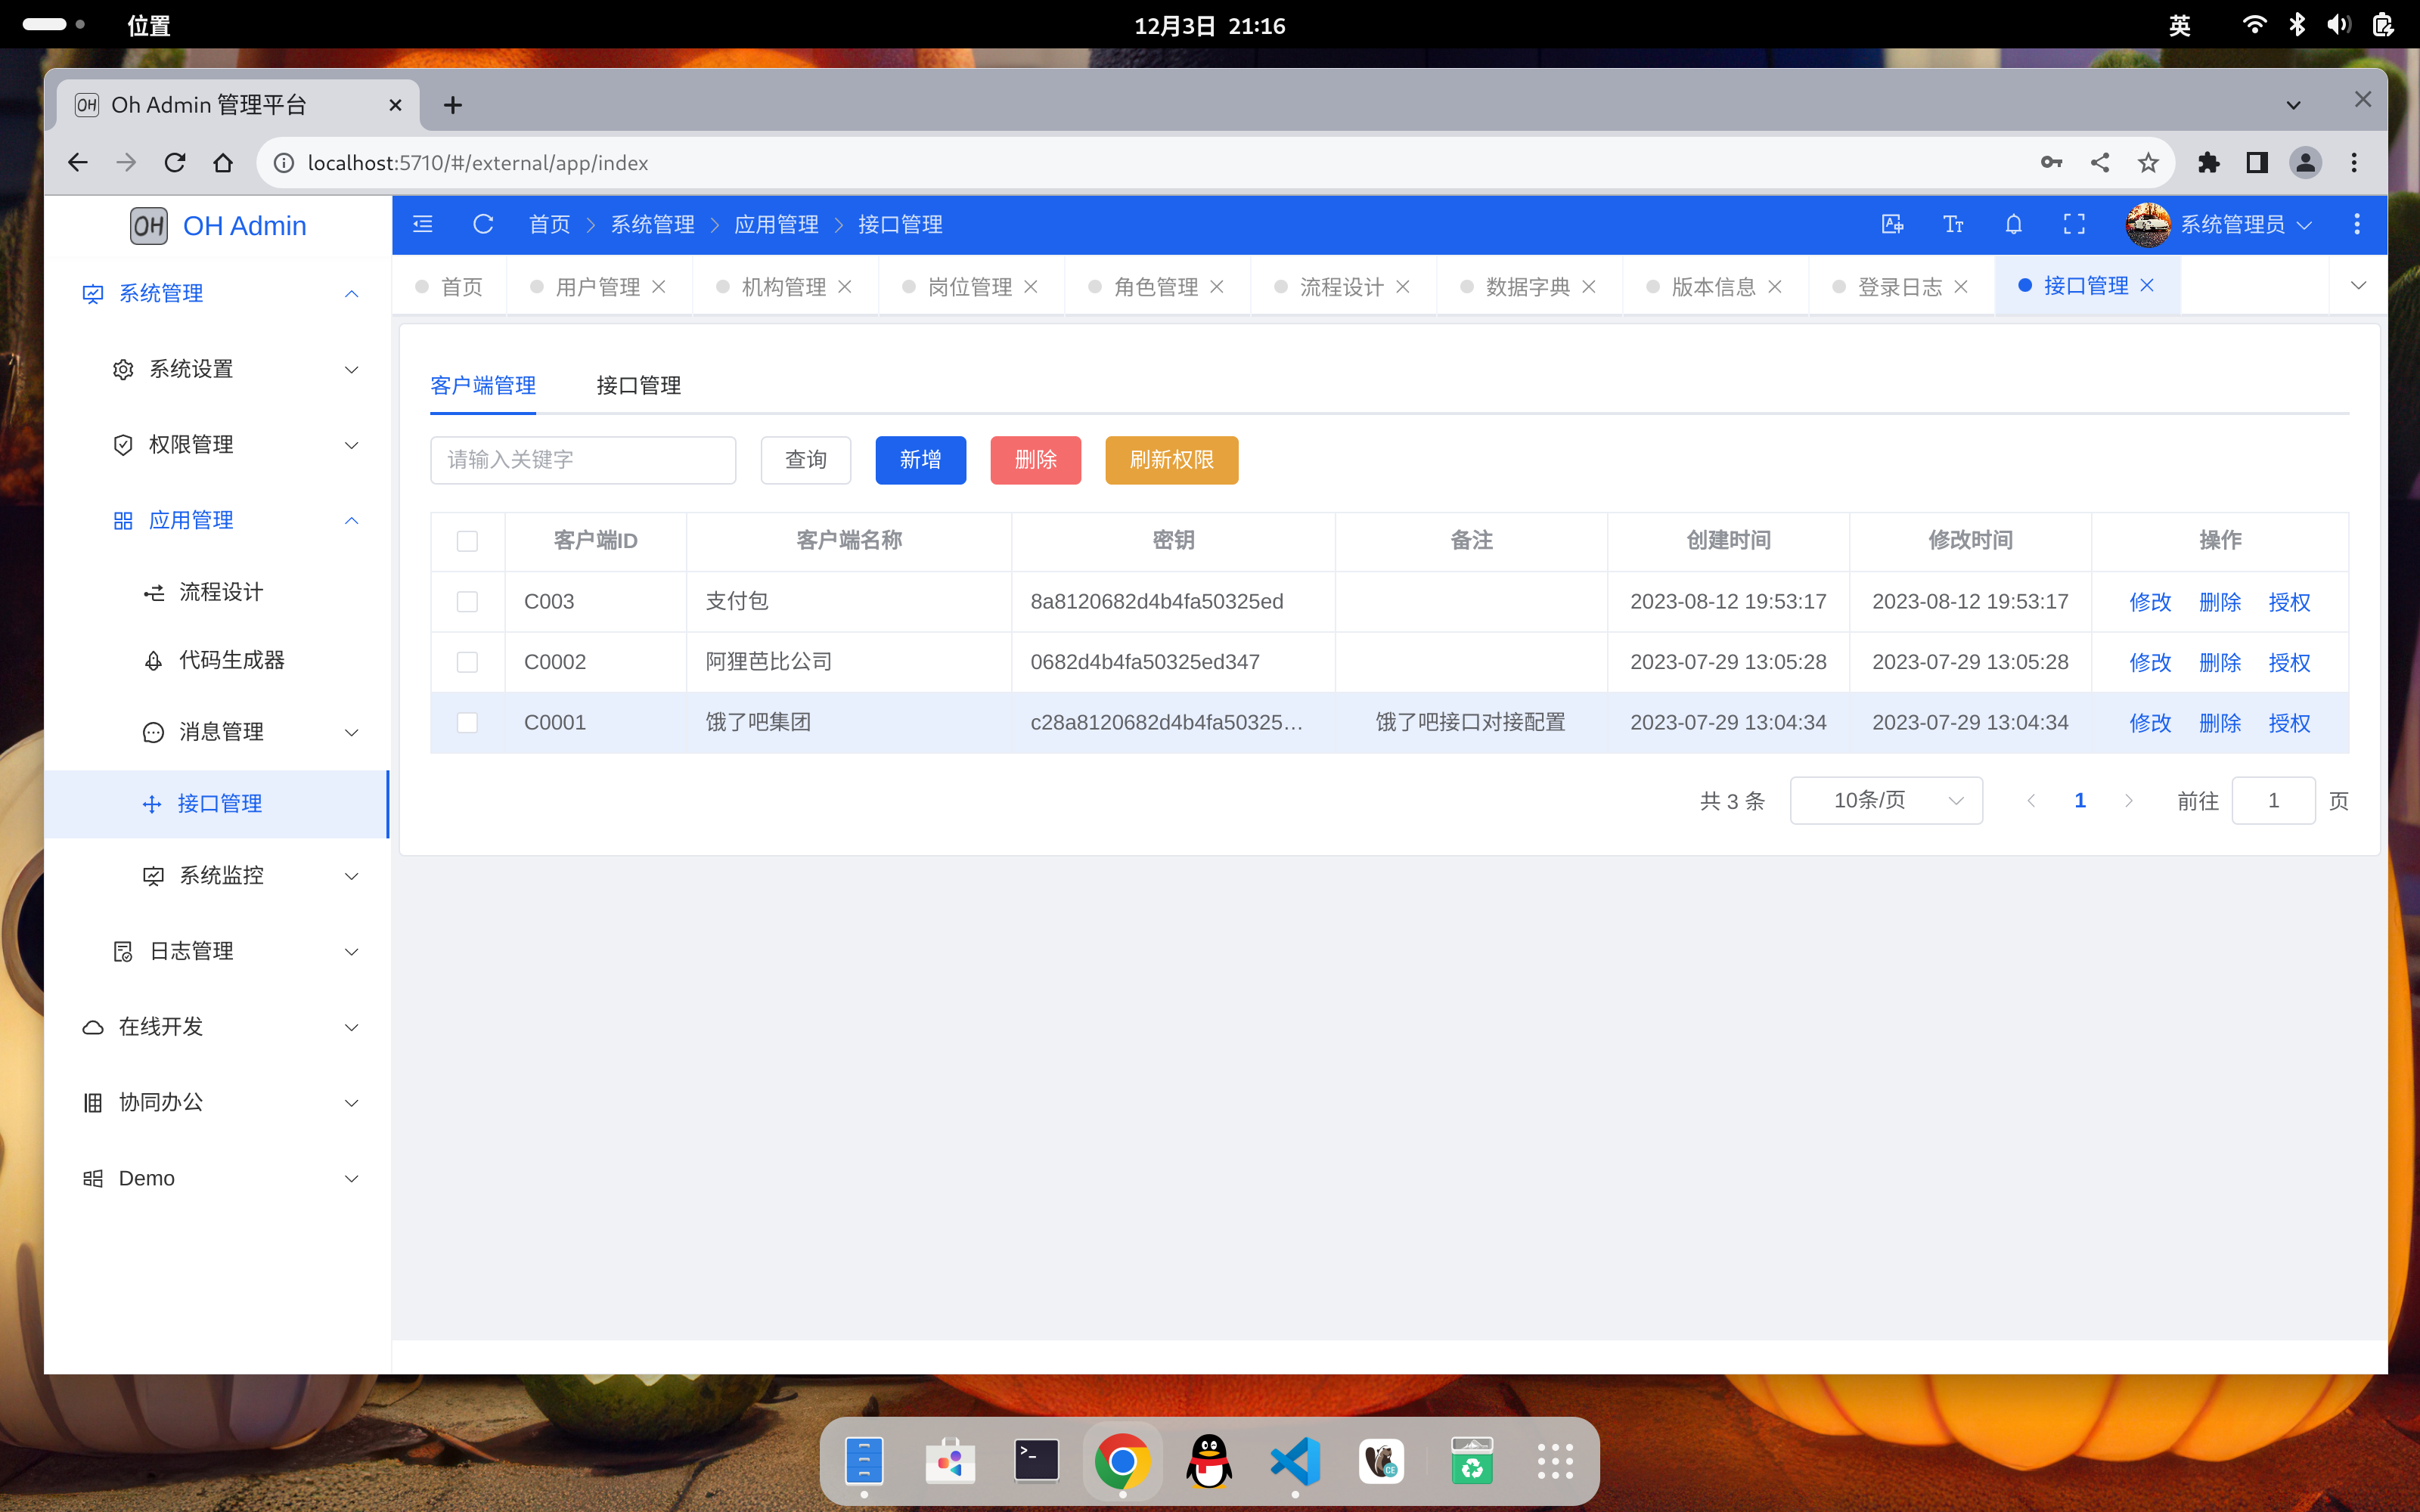 位置
12月3日 21:16
英
Oh Admin 管理平台
localhost:5710/#/external/app/index
OH
OH Admin
首页 系统管理 应用管理 接口管理
系统管理员
首页 用户管理 机构管理 岗位管理 角色管理 流程设计 数据字典 版本信息 登录日志 接口管理
系统管理
系统设置
权限管理
应用管理
流程设计
代码生成器
消息管理
接口管理
系统监控
日志管理
在线开发
协同办公
Demo
客户端管理 接口管理
请输入关键字 查询 新增 删除 刷新权限
客户端ID 客户端名称 密钥 备注 创建时间 修改时间 操作
C003 支付包 8a8120682d4b4fa50325ed 2023-08-12 19:53:17 2023-08-12 19:53:17 修改 删除 授权
C0002 阿狸芭比公司 0682d4b4fa50325ed347 2023-07-29 13:05:28 2023-07-29 13:05:28 修改 删除 授权
C0001 饿了吧集团 c28a8120682d4b4fa50325... 饿了吧接口对接配置 2023-07-29 13:04:34 2023-07-29 13:04:34 修改 删除 授权
共 3 条 10条/页 1 前往 1 页